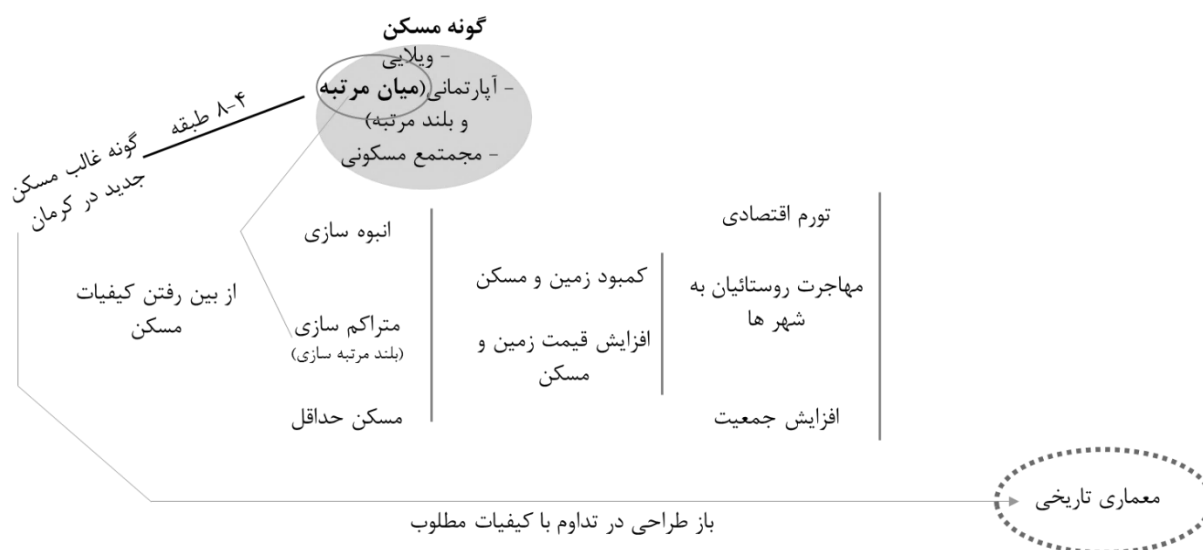 گونه مسکن
- ویلایی
- آپارتمانی(میان مرتبه
و بلند مرتبه)
- مجمتمع مسکونی
۴-۸ طبقه
گونه غالب مسکن
جدید در کرمان
تورم اقتصادی
مهاجرت روستائیان به
شهر ها
افزایش جمعیت
کمبود زمین و مسکن
افزایش قیمت زمین و
مسکن
انبوه سازی
متراکم سازی
(بلند مرتبه سازی)
مسکن حداقل
از بین رفتن کیفیات
مسکن
معماری تاریخی
باز طراحی در تداوم با کیفیات مطلوب